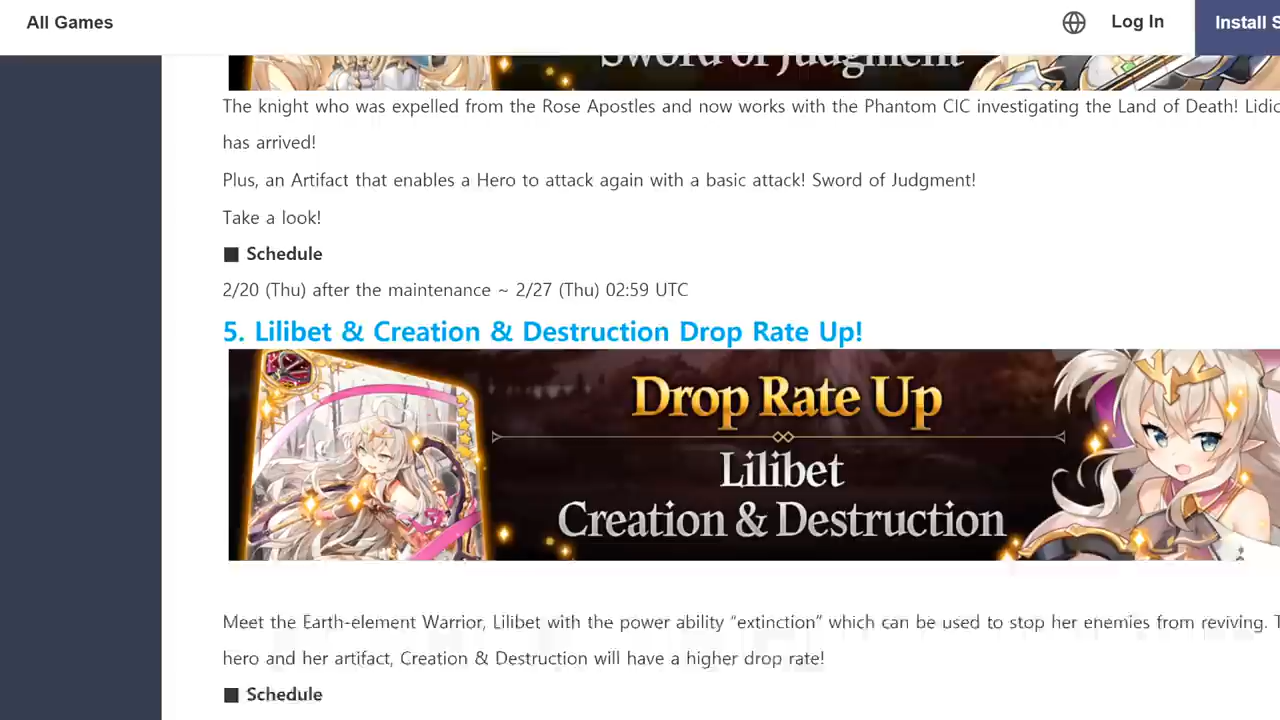 All Games
Log In
Install
Sword of Judgment
The knight who was expelled from the Rose Apostles and now works with the Phantom CIC investigating the Land of Death!
has arrived!
Plus, an Artifact that enables a Hero to attack again with a basic attack! Sword of Judgment!
Take a look!
■ Schedule
2/20 (Thu) after the maintenance ~ 2/27 (Thu) 02:59 UTC
5. Lilibet & Creation & Destruction Drop Rate Up!
Drop Rate Up
Lilibet
Creation & Destruction
Meet the Earth-element Warrior, Lilibet with the power ability “extinction” which can be used to stop her enemies from reviving.
hero and her artifact, Creation & Destruction will have a higher drop rate!
■ Schedule